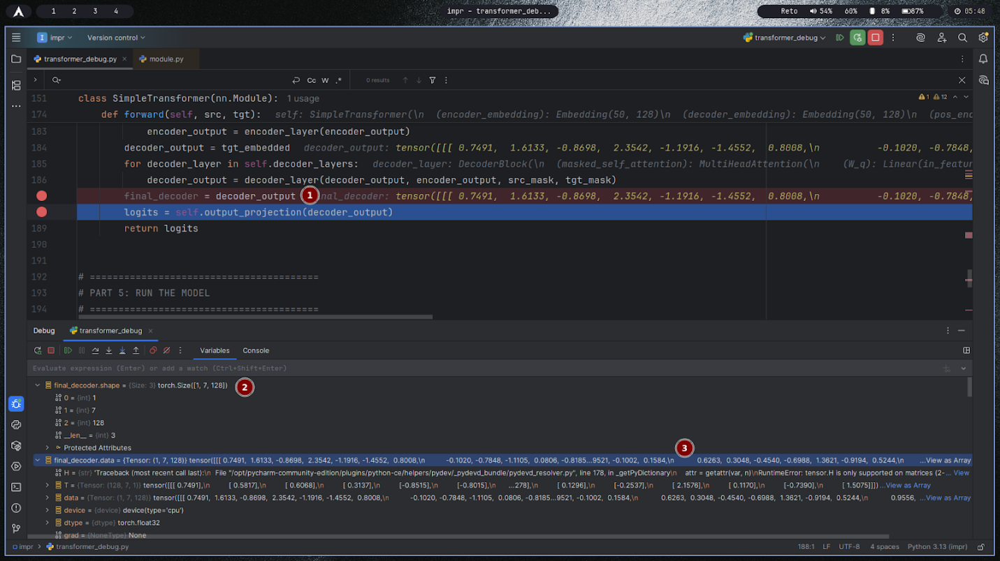 1 2 3 4 impr - transformer_deb... Reto 54% 60% 8% 87% 05:48
I impr Version control transformer_debug
transformer_debug.py module.py
Cc W .* 0 results
151 class SimpleTransformer(nn.Module): 1 usage 1 12
174 def forward(self, src, tgt): self: SimpleTransformer(\n (encoder_embedding): Embedding(50, 128)\n (decoder_embedding): Embedding(50, 128)\n (pos_enc
183 encoder_output = encoder_layer(encoder_output)
184 decoder_output = tgt_embedded decoder_output: tensor([[[ 0.7491, 1.6133, -0.8698, 2.3542, -1.1916, -1.4552, 0.8008,\n -0.1020, -0.7848,
185 for decoder_layer in self.decoder_layers: decoder_layer: DecoderBlock(\n (masked_self_attention): MultiHeadAttention(\n (W_q): Linear(in_featur
186 decoder_output = decoder_layer(decoder_output, encoder_output, src_mask, tgt_mask)
final_decoder = decoder_output 1 nal_decoder: tensor([[[ 0.7491, 1.6133, -0.8698, 2.3542, -1.1916, -1.4552, 0.8008,\n -0.1020, -0.7848,
logits = self.output_projection(decoder_output)
189 return logits
190
191
192 # ========================================
193 # PART 5: RUN THE MODEL
194 # ========================================
Debug transformer_debug
Variables Console
Evaluate expression (Enter) or add a watch (Ctrl+Shift+Enter)
final_decoder.shape = {Size: 3} torch.Size([1, 7, 128]) 2
0 = {int} 1
1 = {int} 7
2 = {int} 128
__len__ = {int} 3
Protected Attributes
3
final_decoder.data = {Tensor: (1, 7, 128)} tensor([[[ 0.7491, 1.6133, -0.8698, 2.3542, -1.1916, -1.4552, 0.8008,\n -0.1020, -0.7848, -1.1105, 0.0806, -0.8185...9521, -0.1002, 0.1584,\n 0.6263, 0.3048, -0.4540, -0.6988, 1.3621, -0.9194, 0.5244,\n ...View as Array
H = {str} 'Traceback (most recent call last):\n File "/opt/pycharm-community-edition/plugins/python-ce/helpers/pydev/_pydevd_bundle/pydevd_resolver.py", line 178, in _getPyDictionary\n attr = getattr(var, n)\nRuntimeError: tensor.H is only supported on matrices (2-... View
T = {Tensor: (128, 7, 1)} tensor([[[ 0.7491],\n [ 0.5817],\n [ 0.6068],\n [ 0.3137],\n [-0.8515],\n [-0.8015],\n ...278],\n [ 0.1296],\n [-0.2537],\n [ 2.1576],\n [ 0.1170],\n [-0.7390],\n [ 1.5075]]])...View as Array
data = {Tensor: (1, 7, 128)} tensor([[[ 0.7491, 1.6133, -0.8698, 2.3542, -1.1916, -1.4552, 0.8008,\n -0.1020, -0.7848, -1.1105, 0.0806, -0.8185...9521, -0.1002, 0.1584,\n 0.6263, 0.3048, -0.4540, -0.6988, 1.3621, -0.9194, 0.5244,\n 0.9556, ...View as Array
device = {device} device(type='cpu')
dtype = {dtype} torch.float32
grad = {NoneType} None
impr transformer_debug.py 188:1 LF UTF-8 4 spaces Python 3.13 (impr)